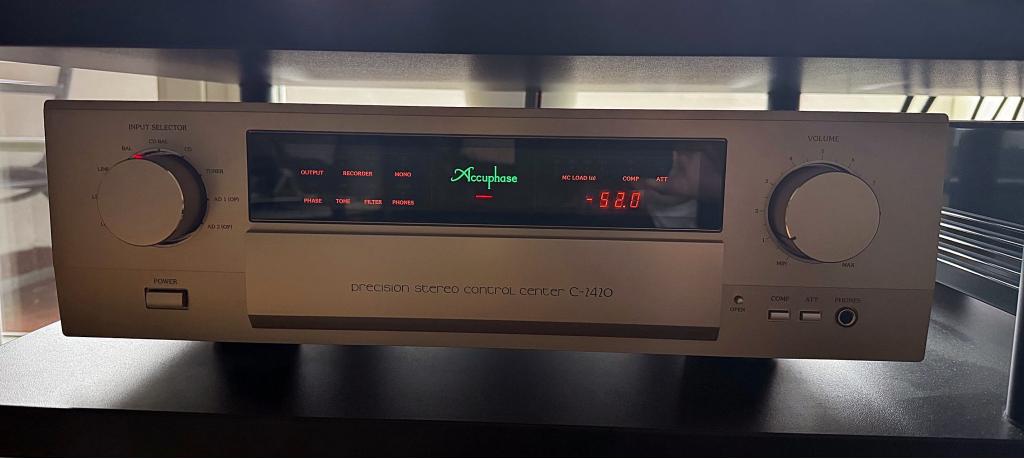 INPUT SELECTOR
BAL CD BAL CD
LINE TUNER
AD 1 (OP)
AD 2 (OP)
POWER
OUTPUT RECORDER MONO
PHASE TONE FILTER PHONES
Accuphase
MC LOAD (Ω) COMP ATT
-52.0
precision stereo control center C-2420
VOLUME
MIN MAX
OPEN
COMP ATT PHONES